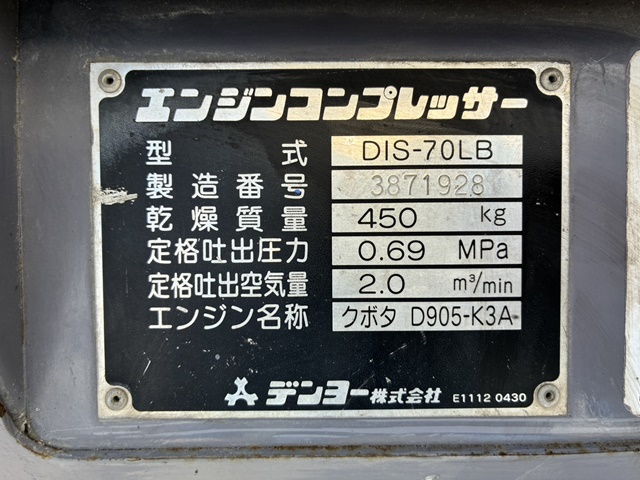 エンジンコンプレッサー
型式 DIS-70LB
製造番号 3871928
乾燥質量 450 kg
定格吐出圧力 0.69 MPa
定格吐出空気量 2.0 m³/min
エンジン名称 クボタ D905-K3A
デンヨー株式会社 E1112 0430